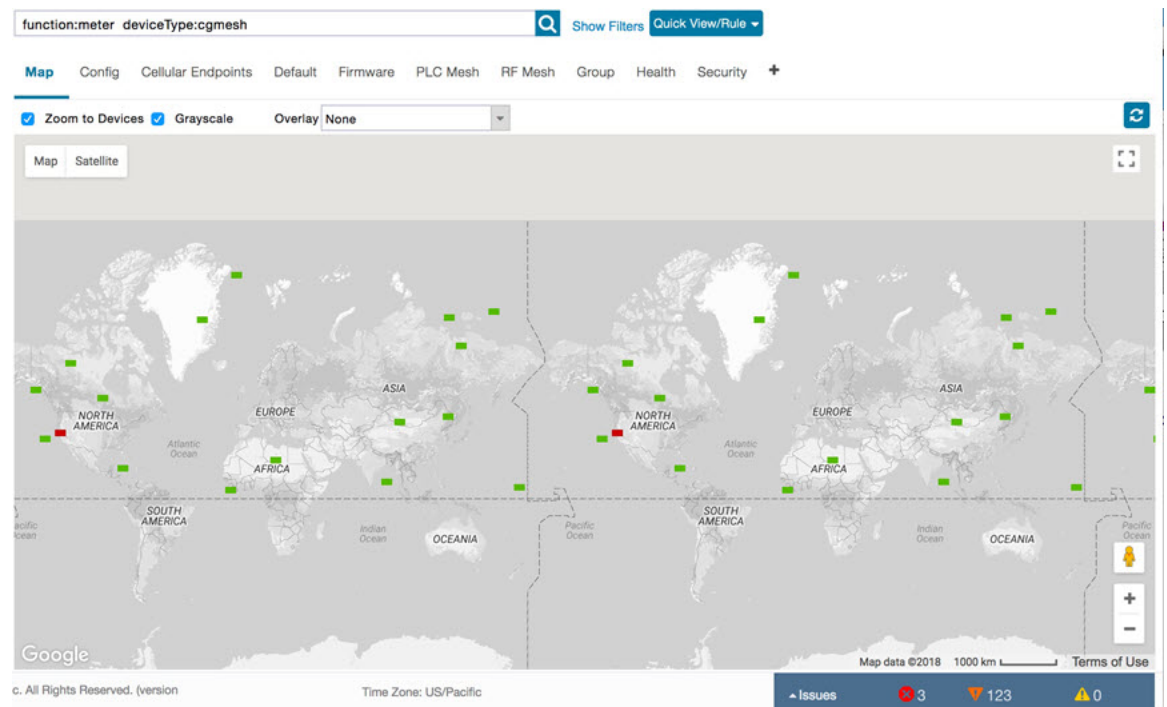 function:meter deviceType:cgmesh
Show Filters
Quick View/Rule
Map Config Cellular Endpoints Default Firmware PLC Mesh RF Mesh Group Health Security +
Zoom to Devices Grayscale Overlay None
Map Satellite
ASIA ASIA
NORTH AMERICA EUROPE NORTH AMERICA EUROPE
Atlantic Ocean Atlantic Ocean
AFRICA AFRICA
SOUTH AMERICA SOUTH AMERICA
acific cean Indian Ocean OCEANIA Pacific Ocean Indian Ocean OCEANIA Pacific Ocean
+
−
Google
Map data ©2018 1000 km Terms of Use
c. All Rights Reserved. (version Time Zone: US/Pacific Issues 3 123 0